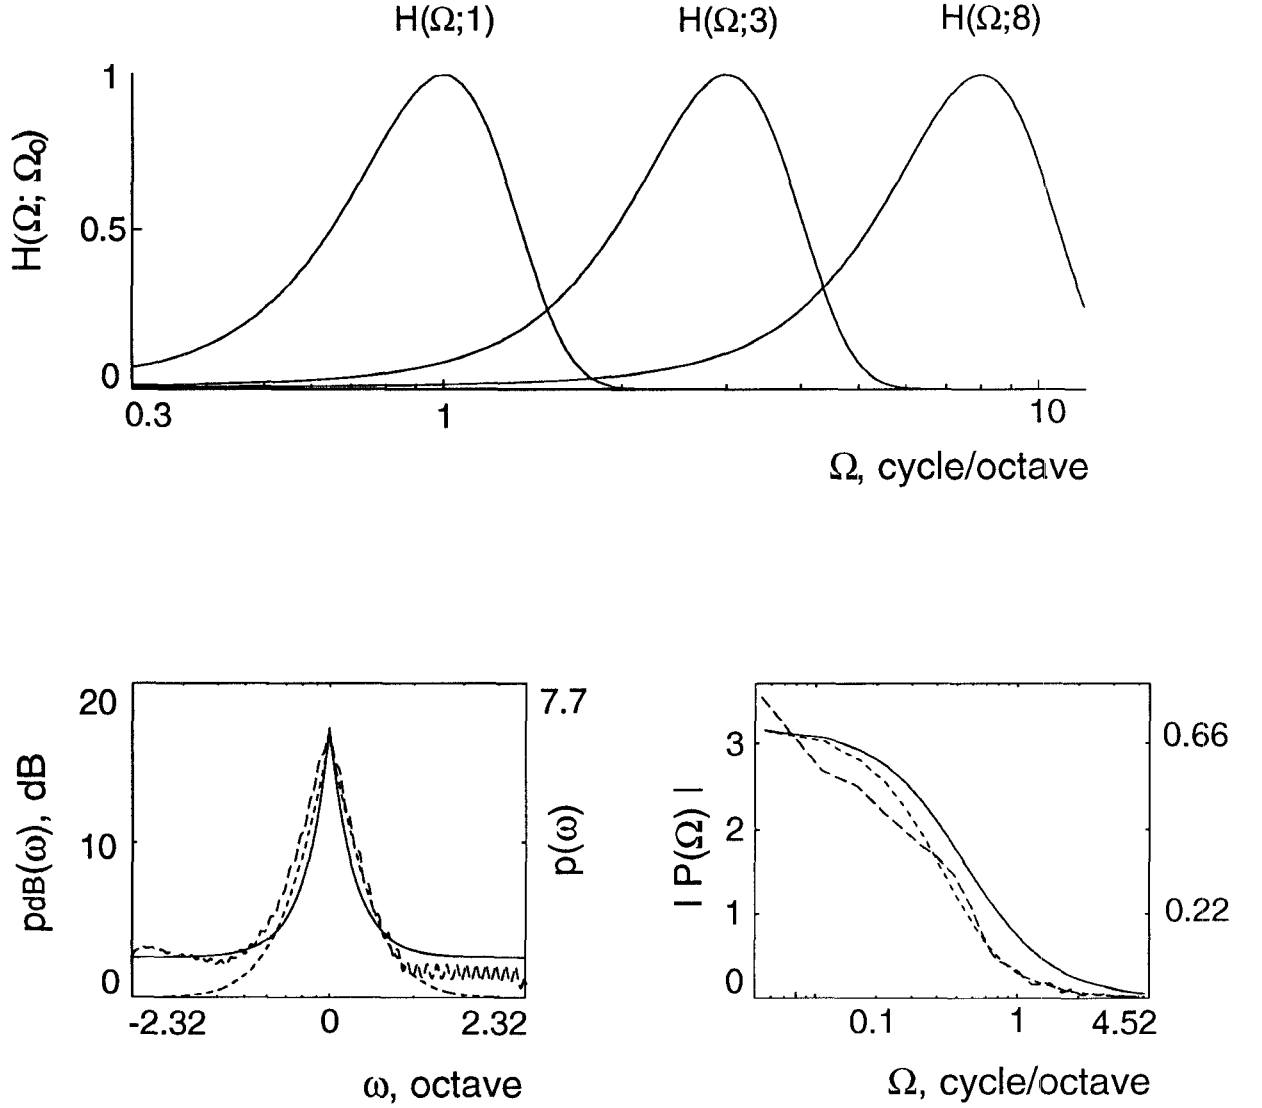 H(Ω;1) H(Ω;3) H(Ω;8)
1
H(Ω; Ω₀)
0.5
0
0.3 1 10
Ω, cycle/octave
20 7.7
pdB(ω), dB
10
p(ω)
0
-2.32 0 2.32
ω, octave
3 0.66
| P(Ω) |
2
1 0.22
0
0.1 1 4.52
Ω, cycle/octave